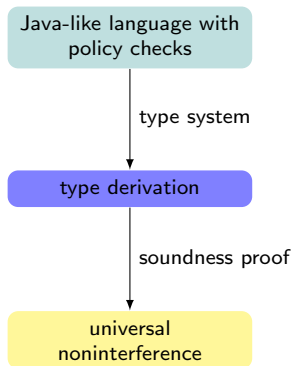 Java-like language with
policy checks
type system
type derivation
soundness proof
universal
noninterference